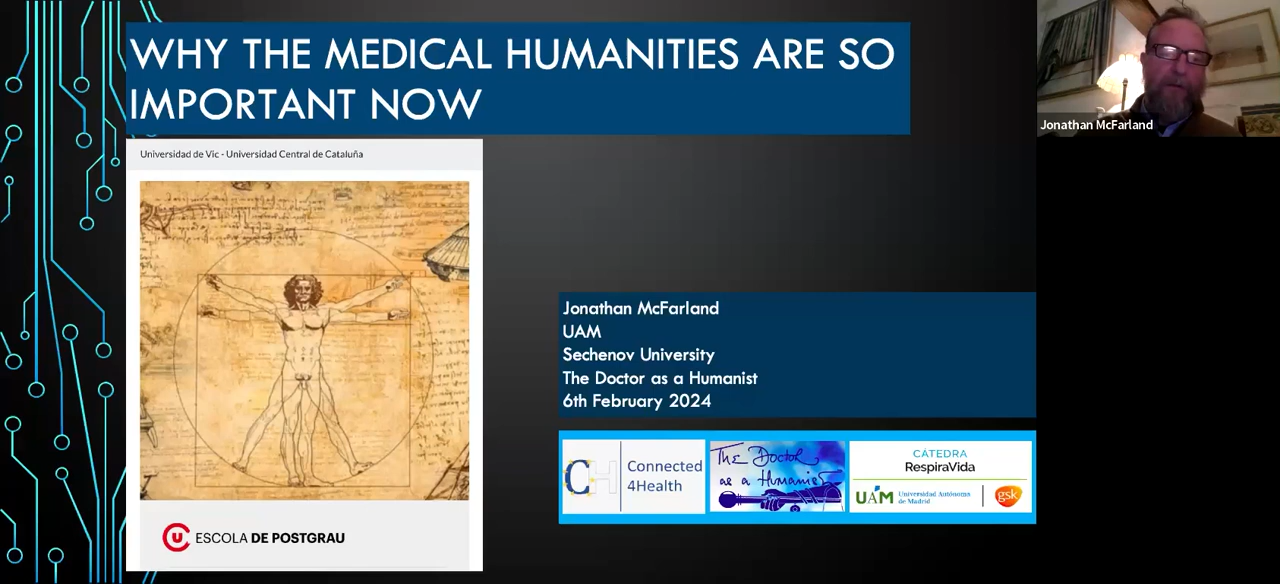 WHY THE MEDICAL HUMANITIES ARE SO
IMPORTANT NOW
Jonathan McFarland
Universidad de Vic - Universidad Central de Cataluña
Jonathan McFarland
UAM
Sechenov University
The Doctor as a Humanist
6th February 2024
CH
Connected
4Health
The Doctor
as a Humanist
CÁTEDRA
RespiraVida
UAM
Universidad Autónoma
de Madrid
gsk
U ESCOLA DE POSTGRAU